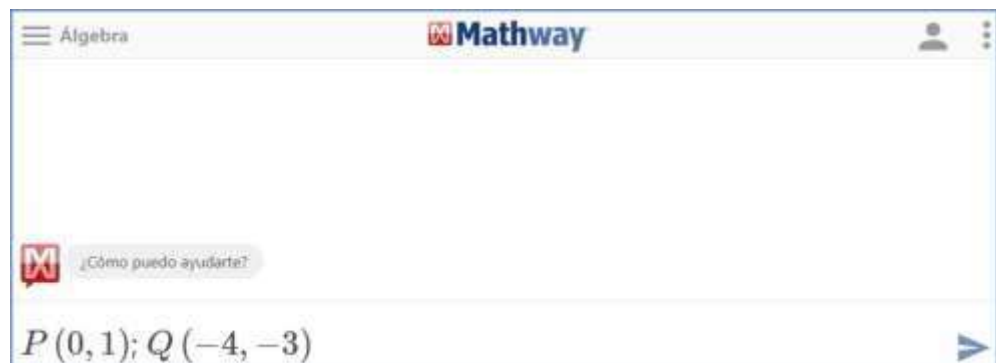 Álgebra
Mathway
¿Cómo puedo ayudarte?
P (0, 1); Q (−4, −3)